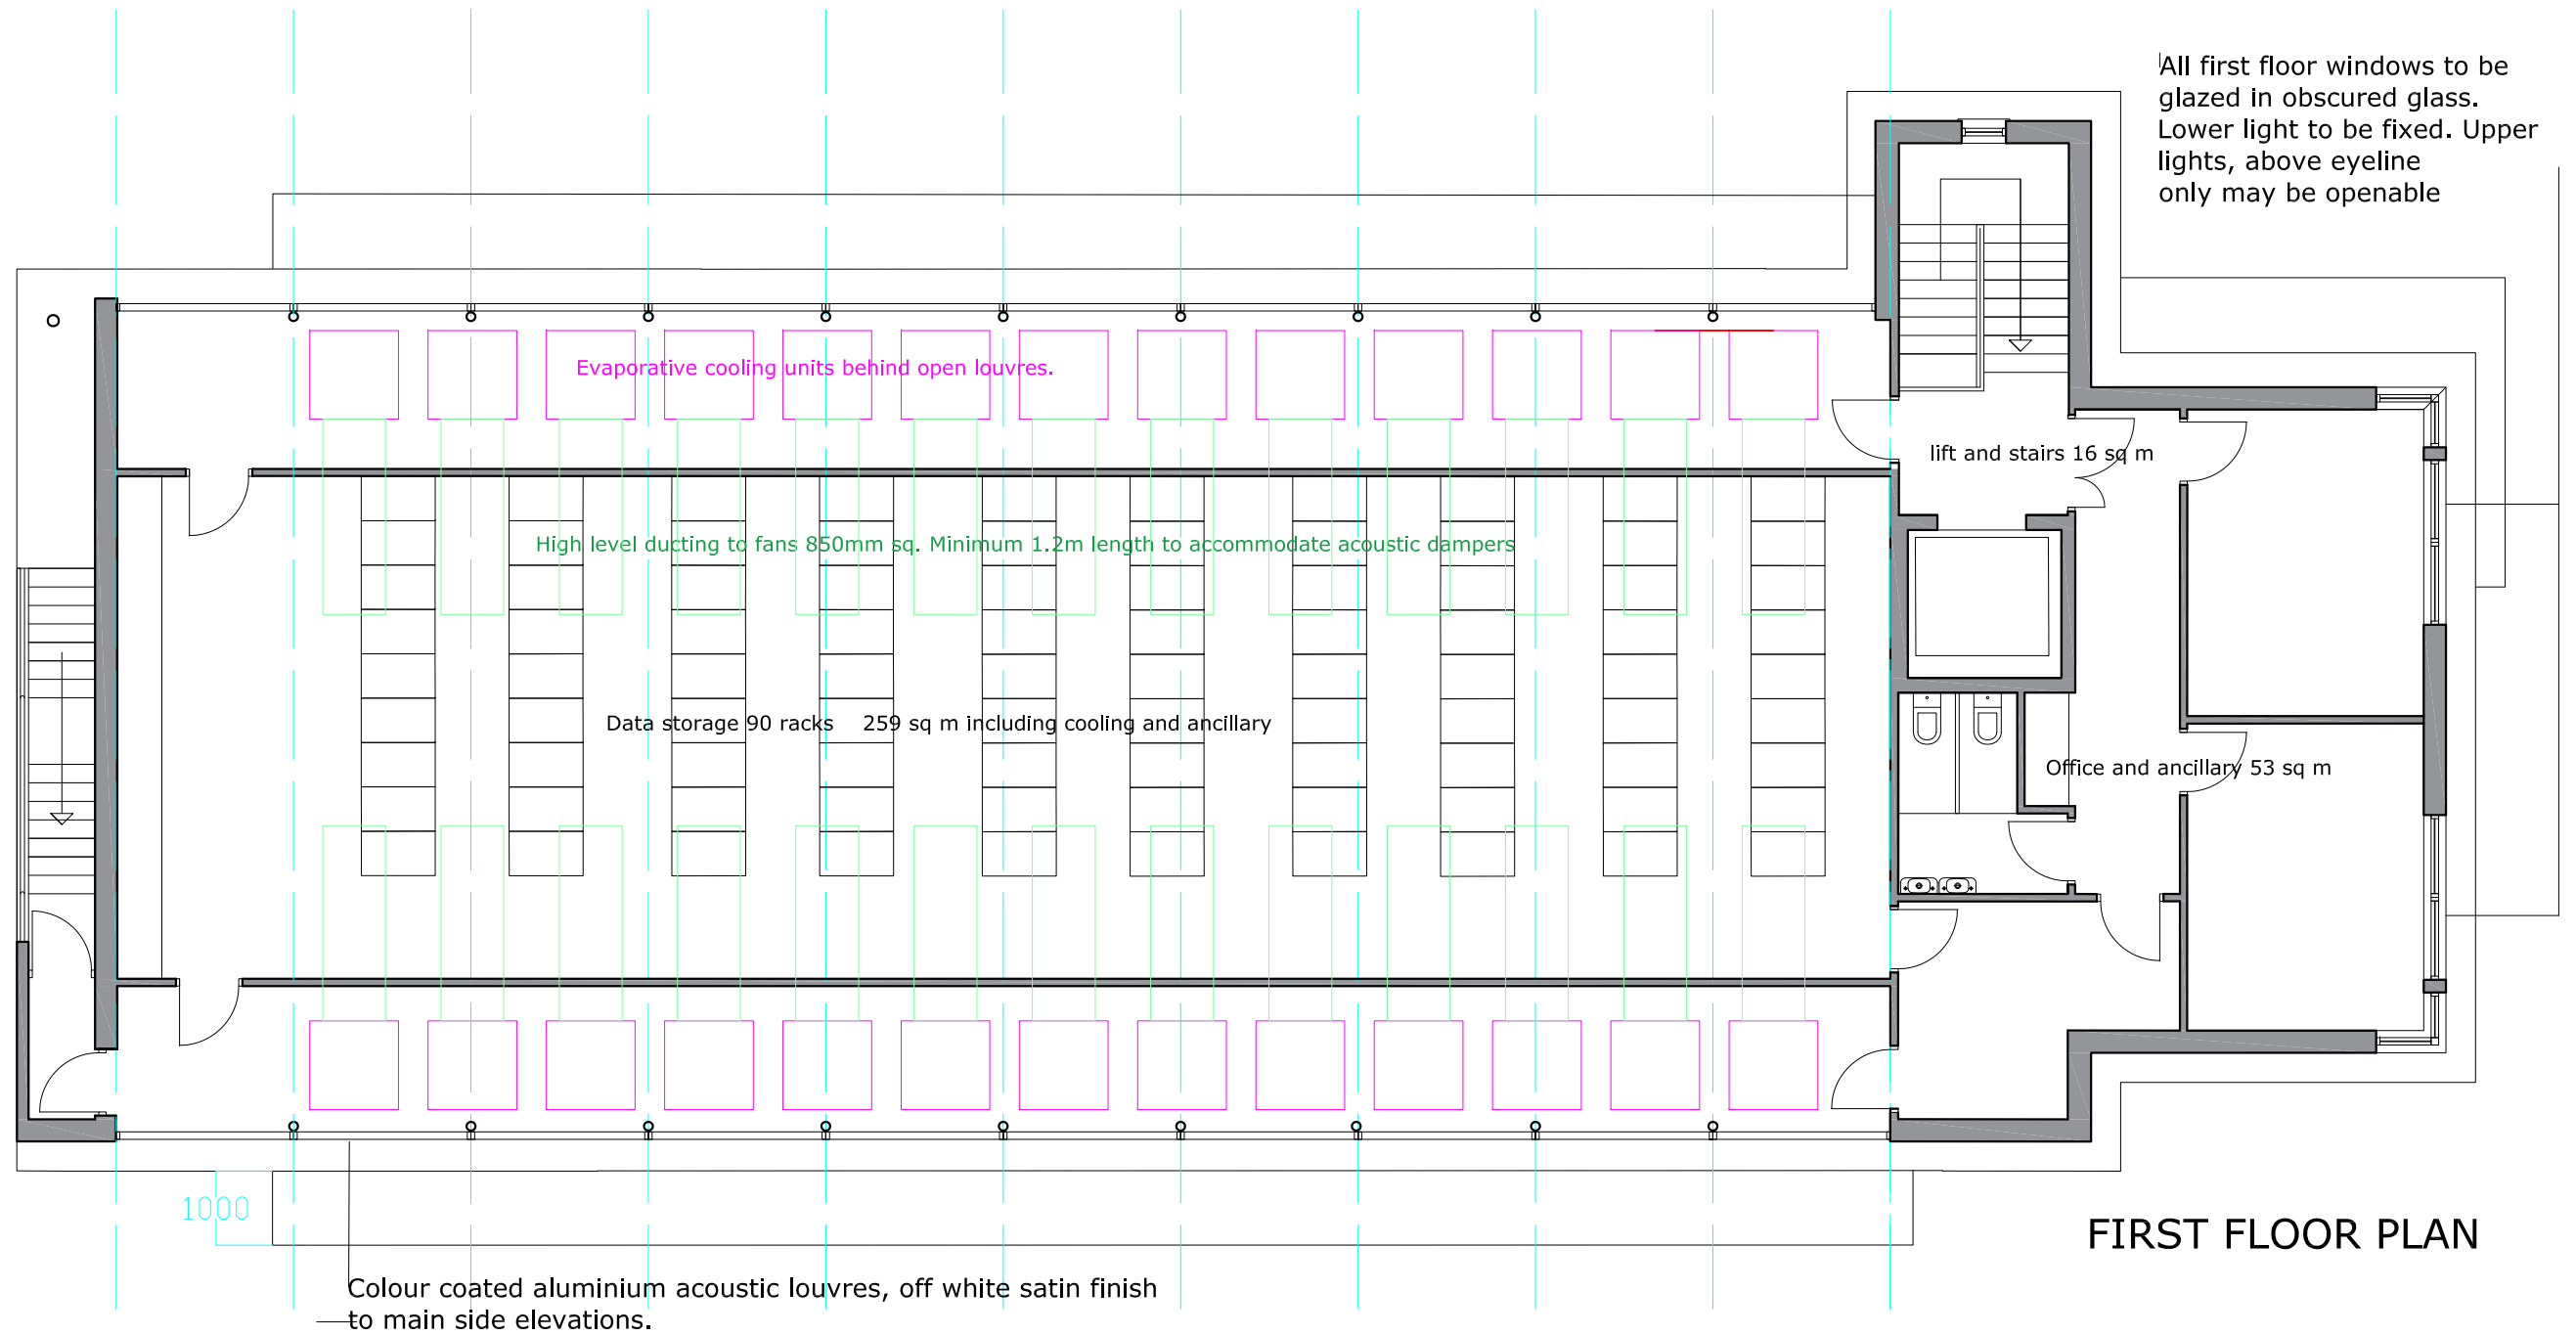 All first floor windows to be
glazed in obscured glass.
Lower light to be fixed. Upper
lights, above eyeline
only may be openable
Evaporative cooling units behind open louvres.
lift and stairs 16 sq m
High level ducting to fans 850mm sq. Minimum 1.2m length to accommodate acoustic dampers
Data storage 90 racks 259 sq m including cooling and ancillary
Office and ancillary 53 sq m
1000
FIRST FLOOR PLAN
Colour coated aluminium acoustic louvres, off white satin finish
to main side elevations.